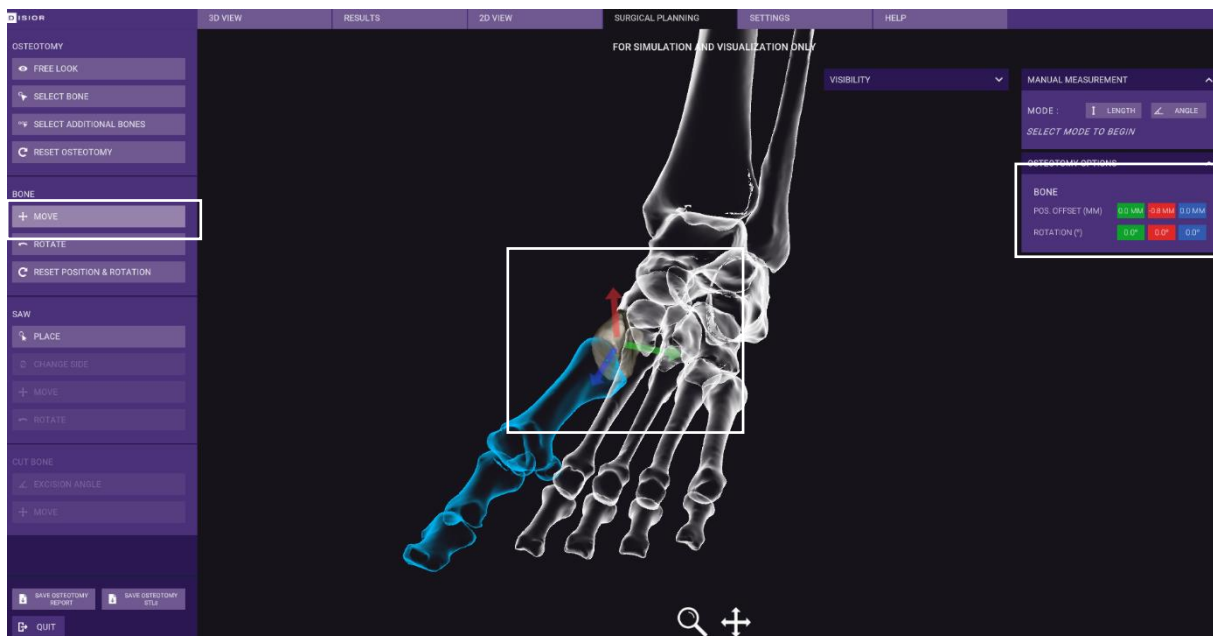 DISIOR
3D VIEW
RESULTS
2D VIEW
SURGICAL PLANNING
SETTINGS
HELP
FOR SIMULATION AND VISUALIZATION ONLY
OSTEOTOMY
FREE LOOK
SELECT BONE
SELECT ADDITIONAL BONES
RESET OSTEOTOMY
BONE
MOVE
ROTATE
RESET POSITION & ROTATION
SAW
PLACE
CHANGE SIDE
MOVE
ROTATE
CUT BONE
EXCISION ANGLE
MOVE
SAVE OSTEOTOMY
REPORT
SAVE OSTEOTOMY
STLs
QUIT
VISIBILITY
MANUAL MEASUREMENT
MODE : LENGTH ANGLE
SELECT MODE TO BEGIN
OSTEOTOMY OPTIONS
BONE
POS. OFFSET (MM) 0.0 MM -0.8 MM 0.0 MM
ROTATION (°) 0.0° 0.0° 0.0°